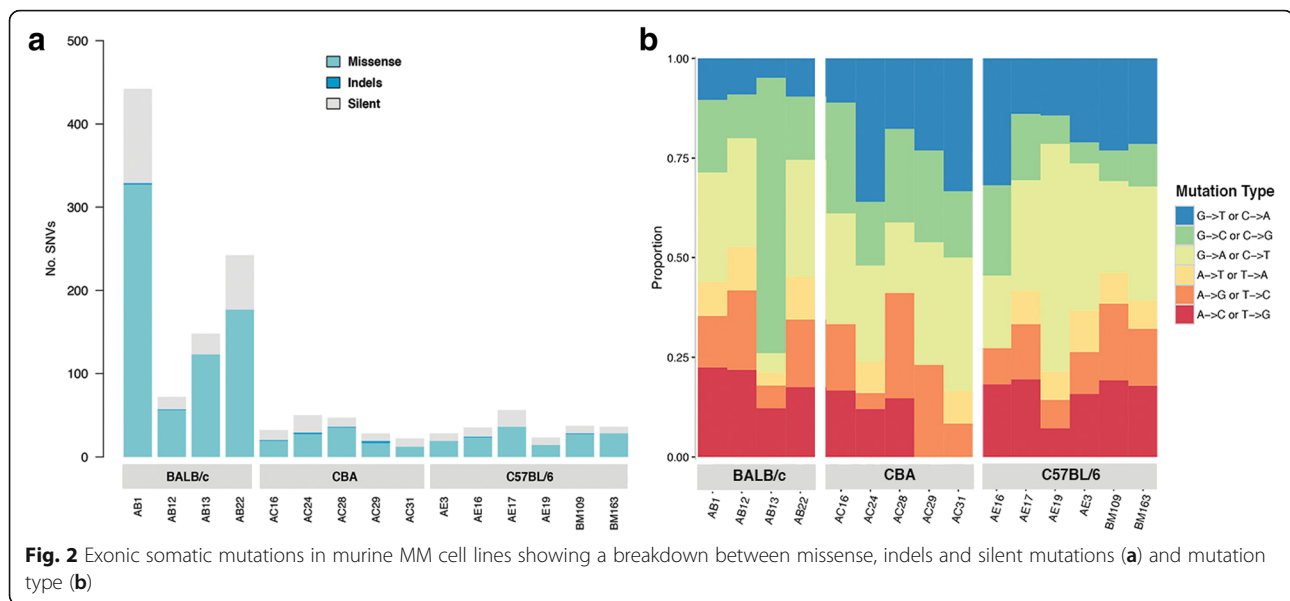 a
500
400
300
200
100
0
No. SNVs
Missense
Indels
Silent
BALB/c
CBA
C57BL/6
AB1
AB12
AB13
AB22
AC16
AC24
AC28
AC29
AC31
AE3
AE16
AE17
AE19
BM109
BM163
b
1.00
0.75
0.50
0.25
0.00
Proportion
BALB/c
CBA
C57BL/6
AB1
AB12
AB13
AB22
AC16
AC24
AC28
AC29
AC31
AE16
AE17
AE19
AE3
BM109
BM163
Mutation Type
G->T or C->A
G->C or C->G
G->A or C->T
A->T or T->A
A->G or T->C
A->C or T->G
Fig. 2 Exonic somatic mutations in murine MM cell lines showing a breakdown between missense, indels and silent mutations (a) and mutation
type (b)